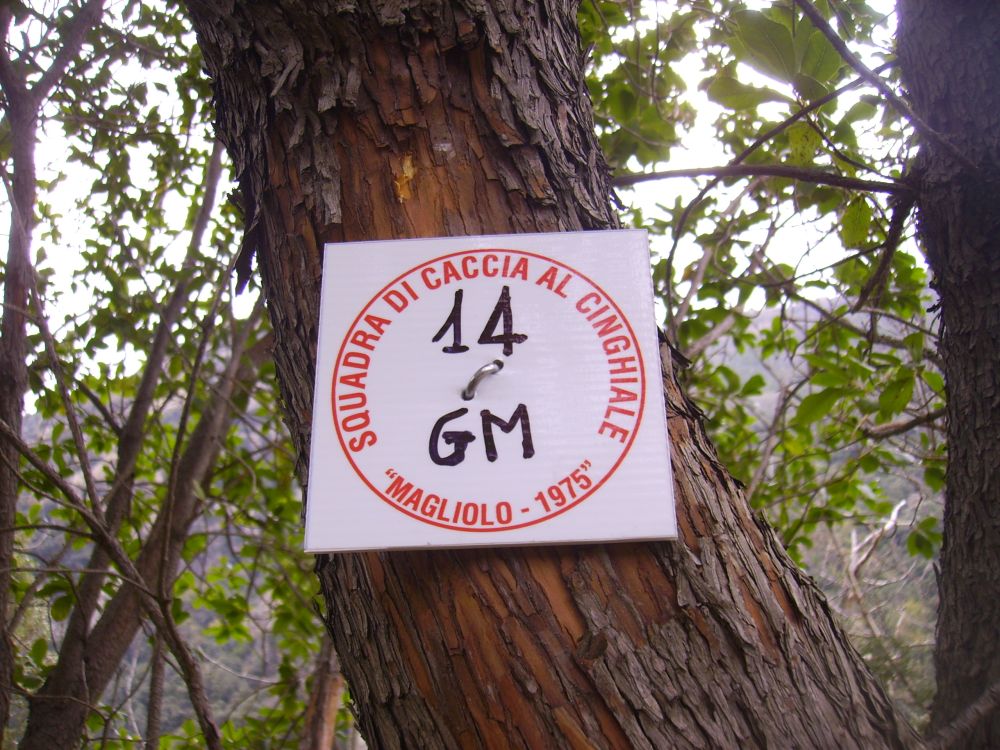 SQUADRA DI CACCIA AL CINGHIALE
14
GM
"MAGLIOLO - 1975"